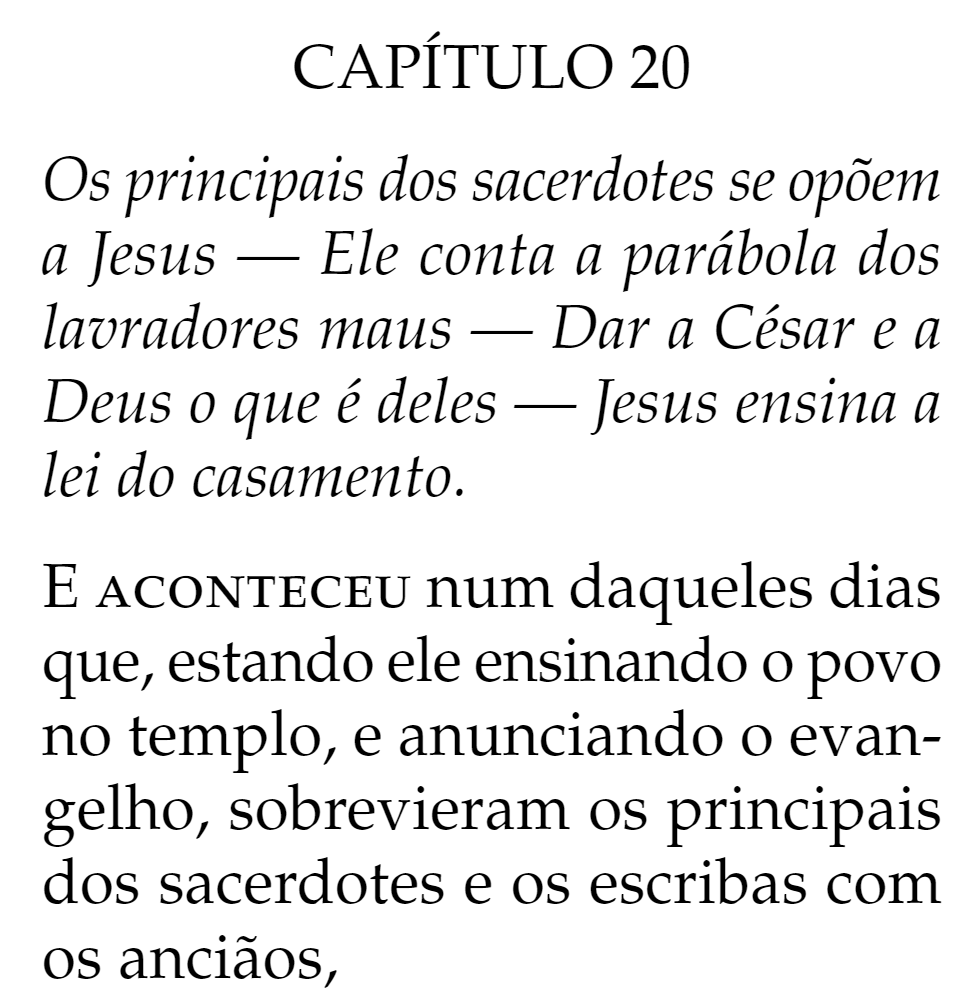 CAPÍTULO 20
Os principais dos sacerdotes se opõem
a Jesus — Ele conta a parábola dos
lavradores maus — Dar a César e a
Deus o que é deles — Jesus ensina a
lei do casamento.
E ACONTECEU num daqueles dias
que, estando ele ensinando o povo
no templo, e anunciando o evan-
gelho, sobrevieram os principais
dos sacerdotes e os escribas com
os anciãos,